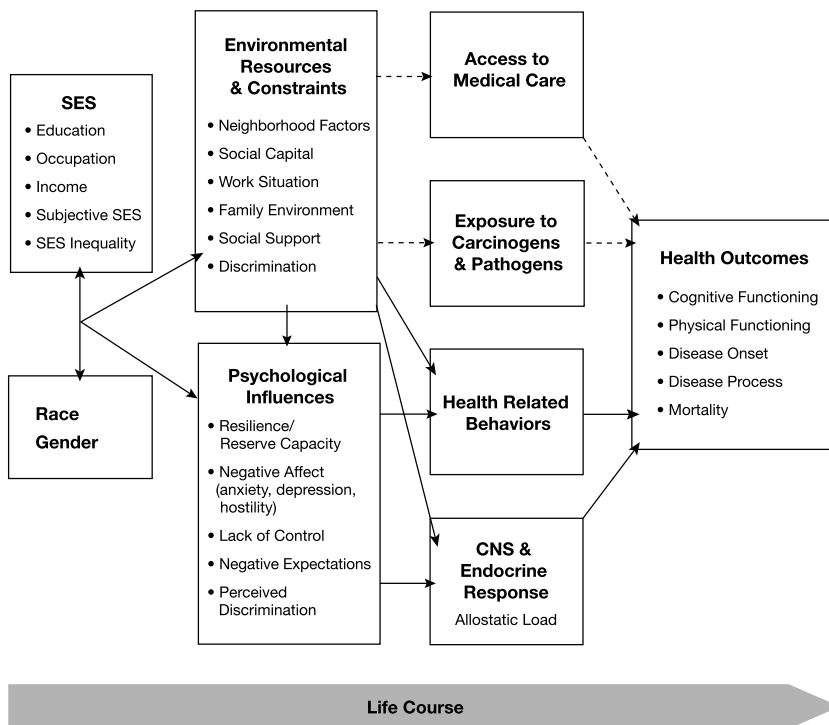 SES
• Education
• Occupation
• Income
• Subjective SES
• SES Inequality
Race
Gender
Environmental
Resources
& Constraints
• Neighborhood Factors
• Social Capital
• Work Situation
• Family Environment
• Social Support
• Discrimination
Psychological
Influences
• Resilience/
Reserve Capacity
• Negative Affect
(anxiety, depression,
hostility)
• Lack of Control
• Negative Expectations
• Perceived
Discrimination
Access to
Medical Care
Exposure to
Carcinogens
& Pathogens
Health Related
Behaviors
CNS &
Endocrine
Response
Allostatic Load
Health Outcomes
• Cognitive Functioning
• Physical Functioning
• Disease Onset
• Disease Process
• Mortality
Life Course